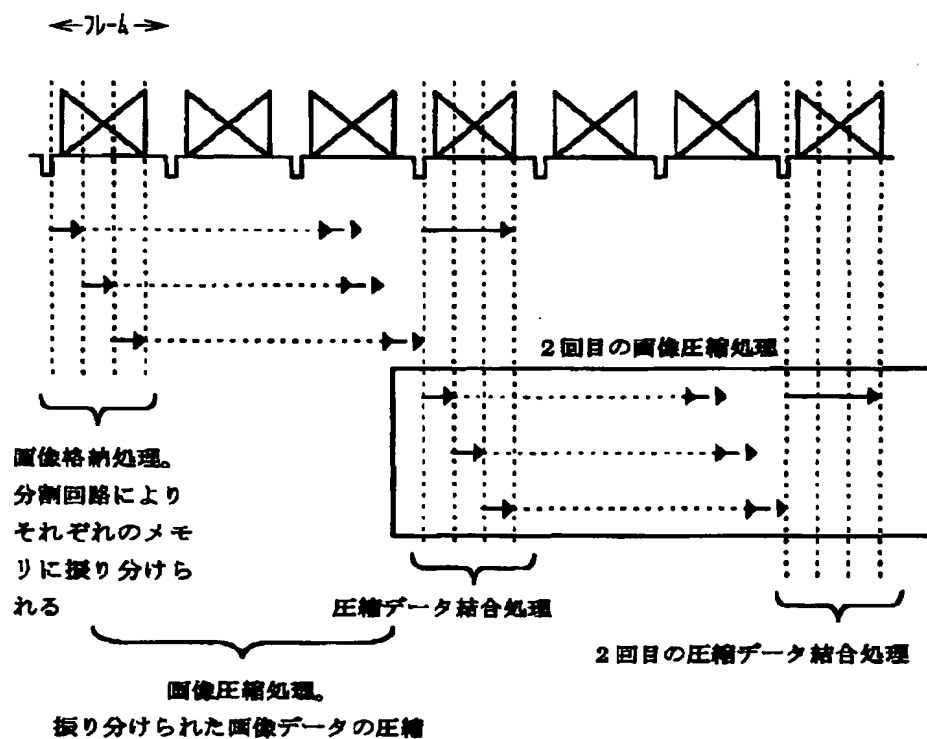 フレーム
2回目の画像圧縮処理
画像格納処理。
分割回路により
それぞれのメモ
リに振り分けら
れる
圧縮データ結合処理
2回目の圧縮データ結合処理
画像圧縮処理。
振り分けられた画像データの圧縮